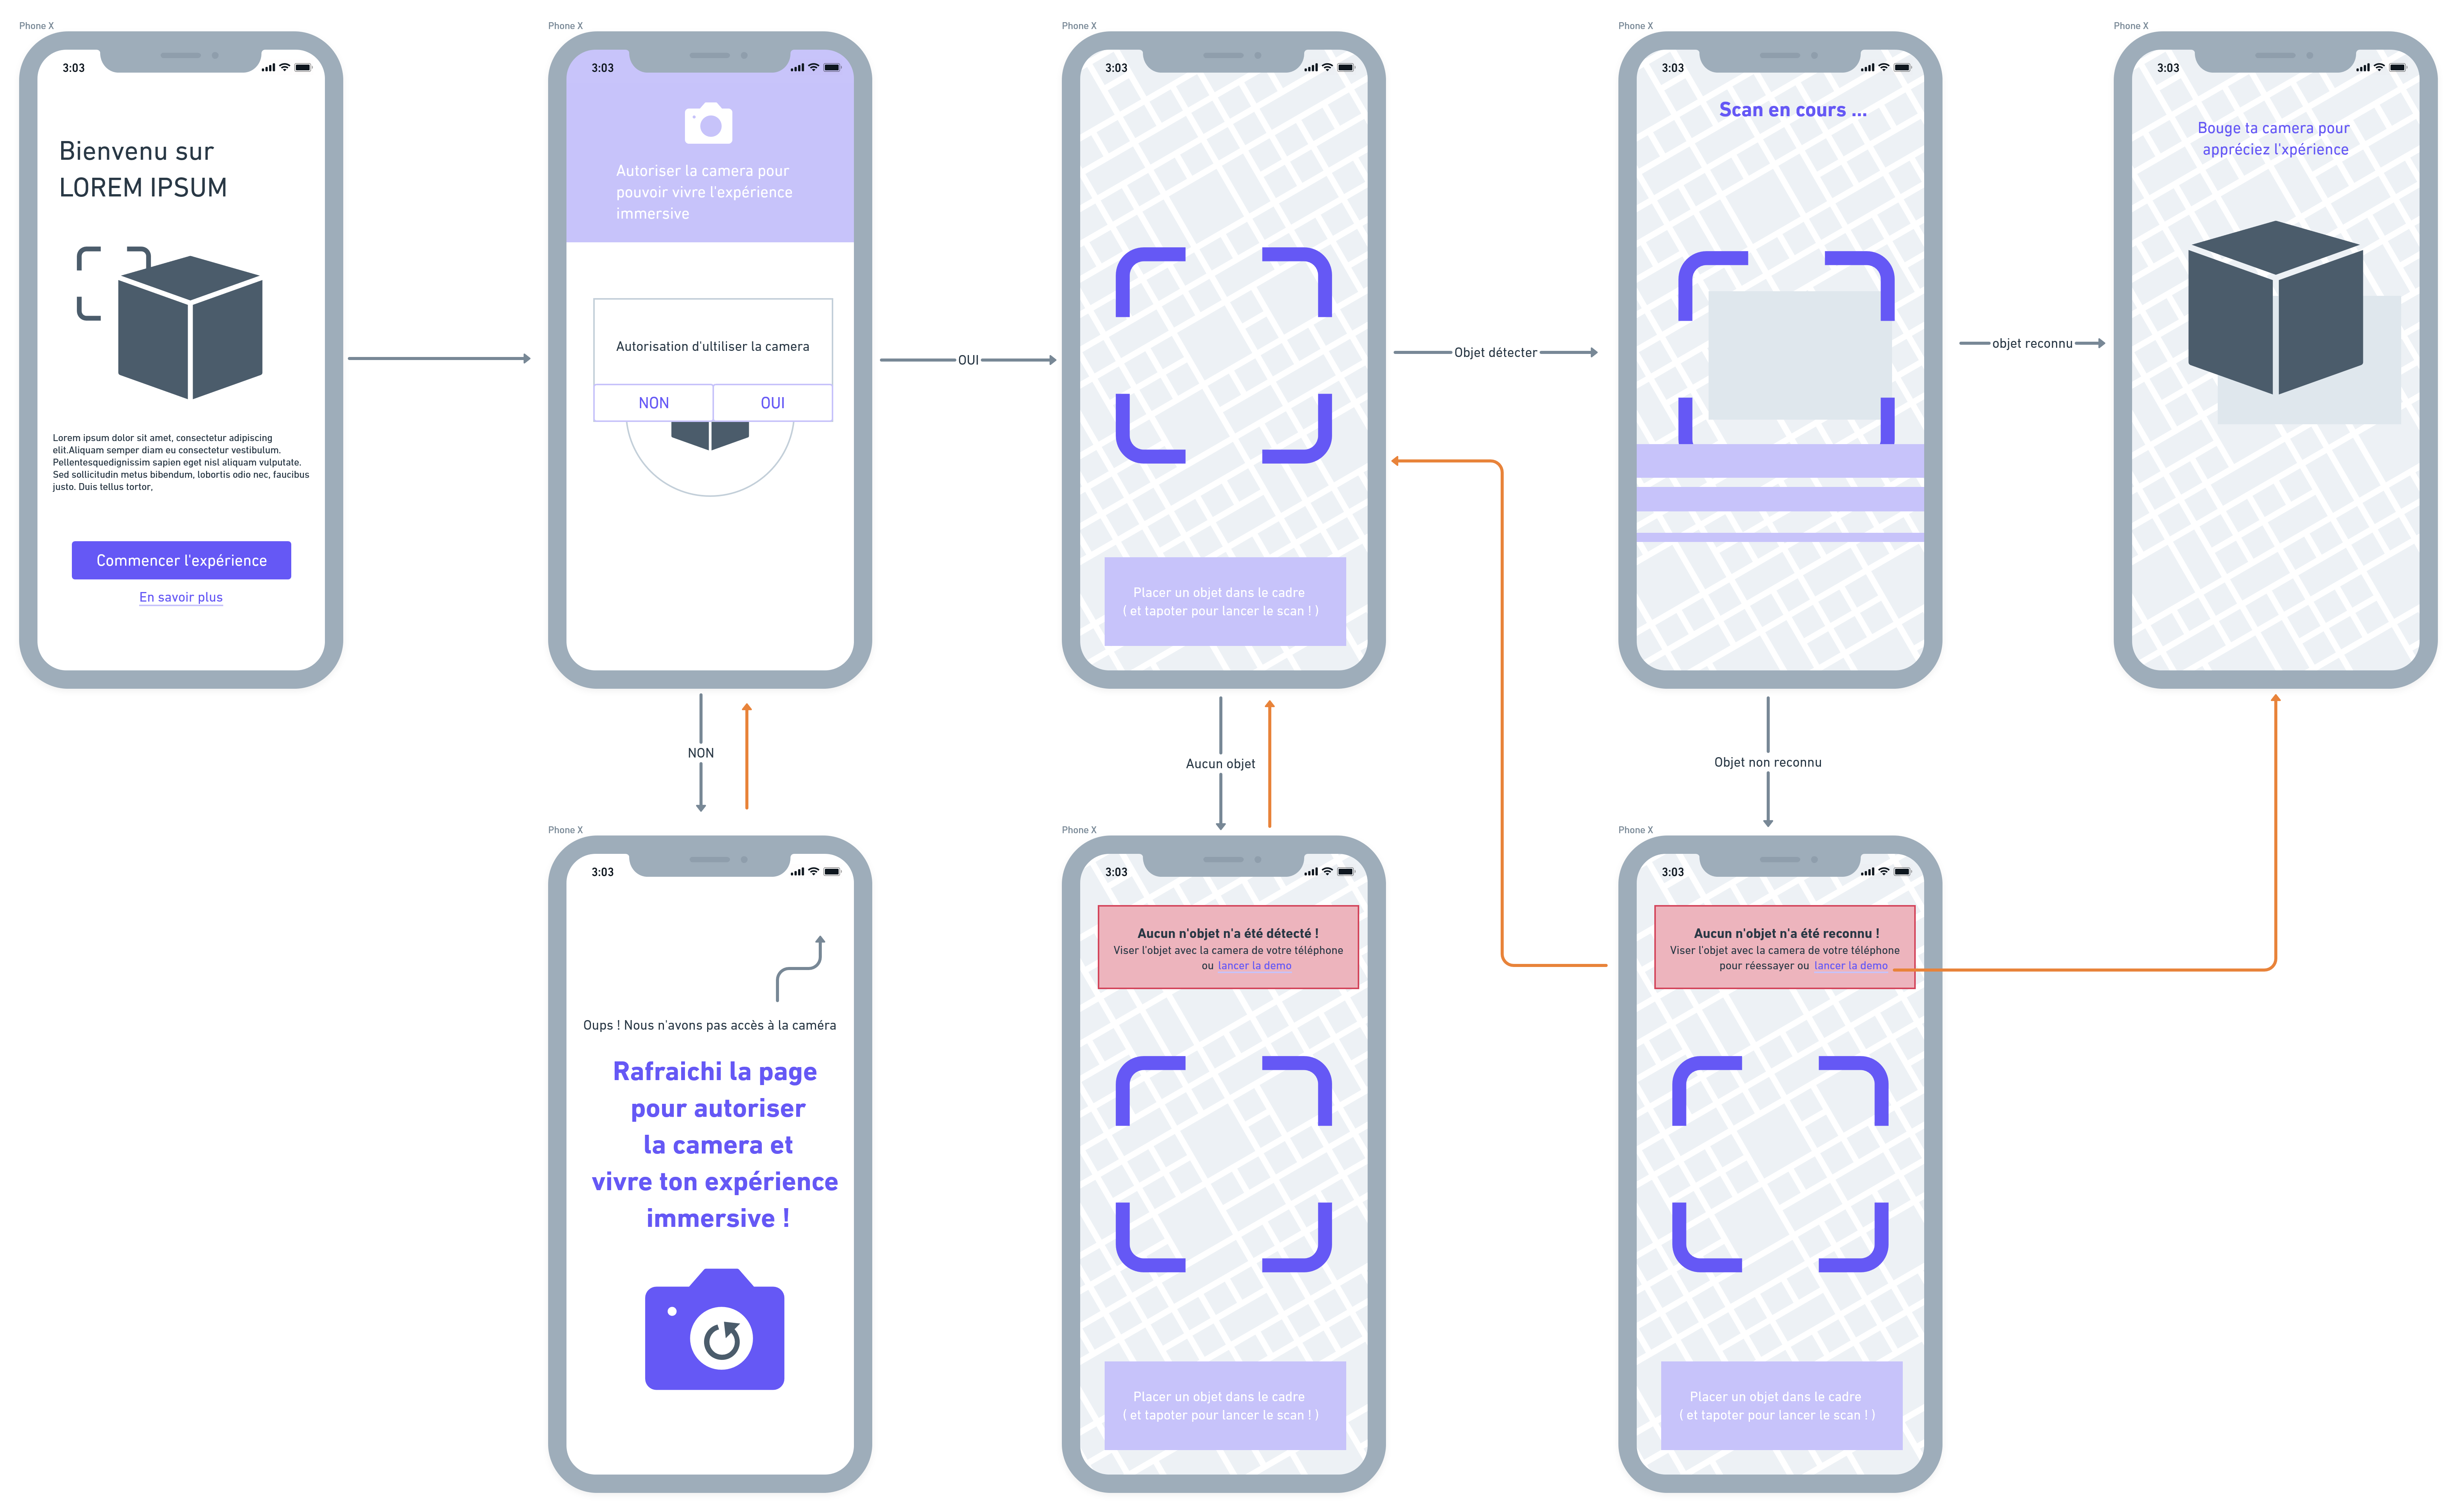 Phone X
3:03
Bienvenu sur
LOREM IPSUM
Lorem ipsum dolor sit amet, consectetur adipiscing
elit.Aliquam semper diam eu consectetur vestibulum.
Pellentesquedignissim sapien eget nisl aliquam vulputate.
Sed sollicitudin metus bibendum, lobortis odio nec, faucibus
justo. Duis tellus tortor,
Commencer l'expérience
En savoir plus
Phone X
3:03
Autoriser la camera pour
pouvoir vivre l'expérience
immersive
Autorisation d'ultiliser la camera
NON
OUI
OUI
Phone X
3:03
Placer un objet dans le cadre
( et tapoter pour lancer le scan ! )
Objet détecter
Phone X
3:03
Scan en cours ...
objet reconnu
Phone X
3:03
Bouge ta camera pour
appréciez l'xpérience
NON
Aucun objet
Objet non reconnu
Phone X
3:03
Oups ! Nous n'avons pas accès à la caméra
Rafraichi la page
pour autoriser
la camera et
vivre ton expérience
immersive !
Phone X
3:03
Aucun n'objet n'a été détecté !
Viser l'objet avec la camera de votre téléphone
ou lancer la demo
Placer un objet dans le cadre
( et tapoter pour lancer le scan ! )
Phone X
3:03
Aucun n'objet n'a été reconnu !
Viser l'objet avec la camera de votre téléphone
pour réessayer ou lancer la demo
Placer un objet dans le cadre
( et tapoter pour lancer le scan ! )